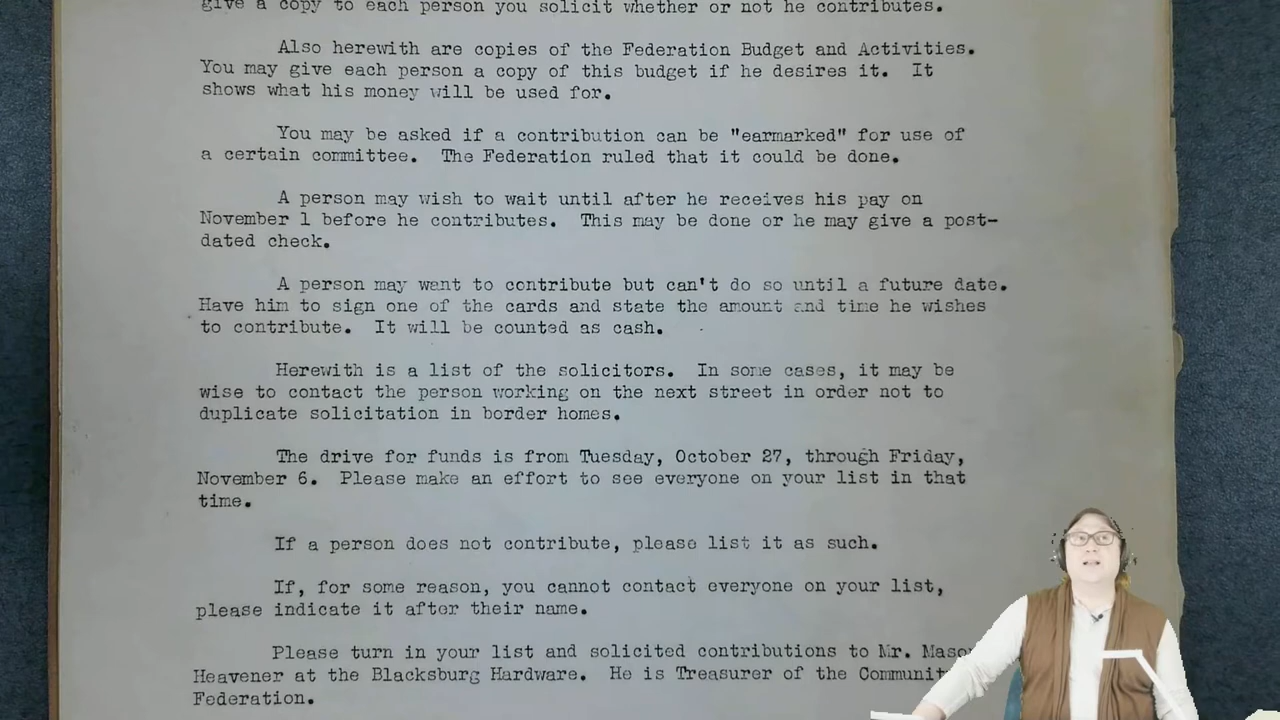 give a copy to each person you solicit whether or not he contributes.
Also herewith are copies of the Federation Budget and Activities.
You may give each person a copy of this budget if he desires it. It
shows what his money will be used for.
You may be asked if a contribution can be "earmarked" for use of
a certain committee. The Federation ruled that it could be done.
A person may wish to wait until after he receives his pay on
November 1 before he contributes. This may be done or he may give a post-
dated check.
A person may want to contribute but can't do so until a future date.
Have him to sign one of the cards and state the amount and time he wishes
to contribute. It will be counted as cash.
Herewith is a list of the solicitors. In some cases, it may be
wise to contact the person working on the next street in order not to
duplicate solicitation in border homes.
The drive for funds is from Tuesday, October 27, through Friday,
November 6. Please make an effort to see everyone on your list in that
time.
If a person does not contribute, please list it as such.
If, for some reason, you cannot contact everyone on your list,
please indicate it after their name.
Please turn in your list and solicited contributions to Mr. Maso
Heavener at the Blacksburg Hardware. He is Treasurer of the Communit
Federation.